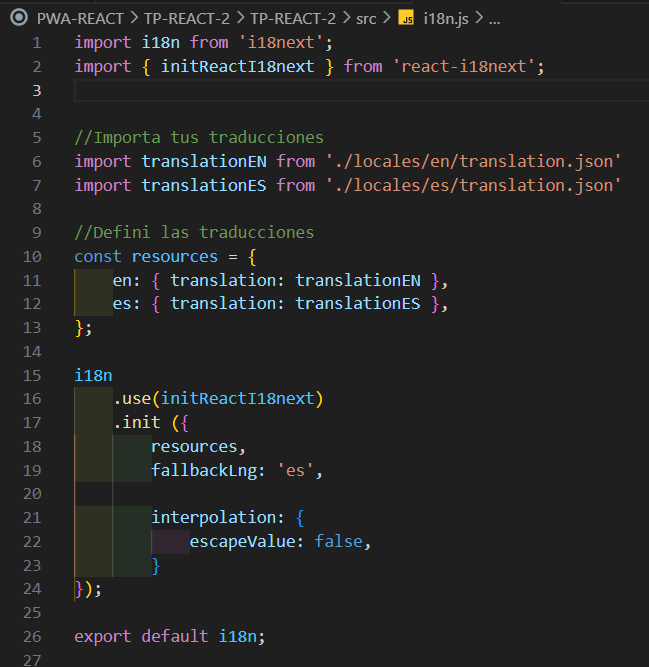 PWA-REACT > TP-REACT-2 > TP-REACT-2 > src > JS i18n.js > ...
1 import i18n from 'i18next';
2 import { initReactI18next } from 'react-i18next';
3
4
5 //Importa tus traducciones
6 import translationEN from './locales/en/translation.json'
7 import translationES from './locales/es/translation.json'
8
9 //Defini las traducciones
10 const resources = {
11     en: { translation: translationEN },
12     es: { translation: translationES },
13 };
14
15 i18n
16     .use(initReactI18next)
17     .init ({
18         resources,
19         fallbackLng: 'es',
20
21         interpolation: {
22             escapeValue: false,
23         }
24 });
25
26 export default i18n;
27